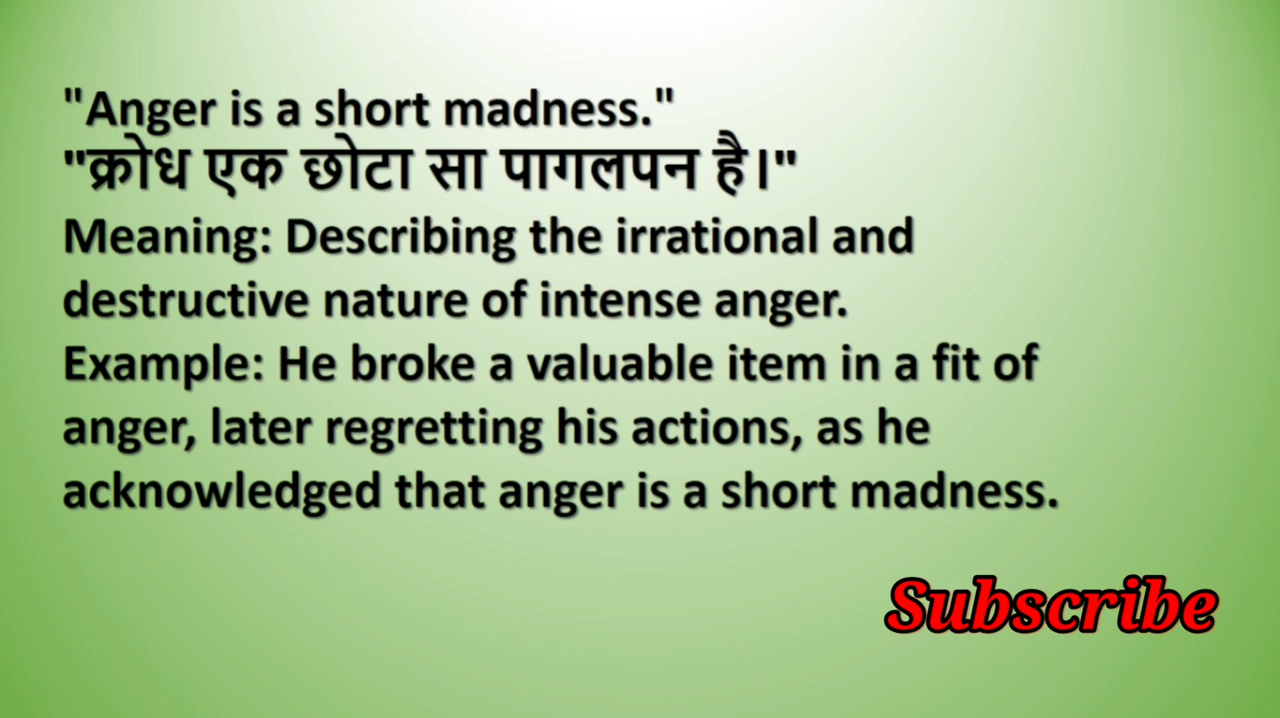 "Anger is a short madness."
"क्रोध एक छोटा सा पागलपन है।"
Meaning: Describing the irrational and
destructive nature of intense anger.
Example: He broke a valuable item in a fit of
anger, later regretting his actions, as he
acknowledged that anger is a short madness.
Subscribe